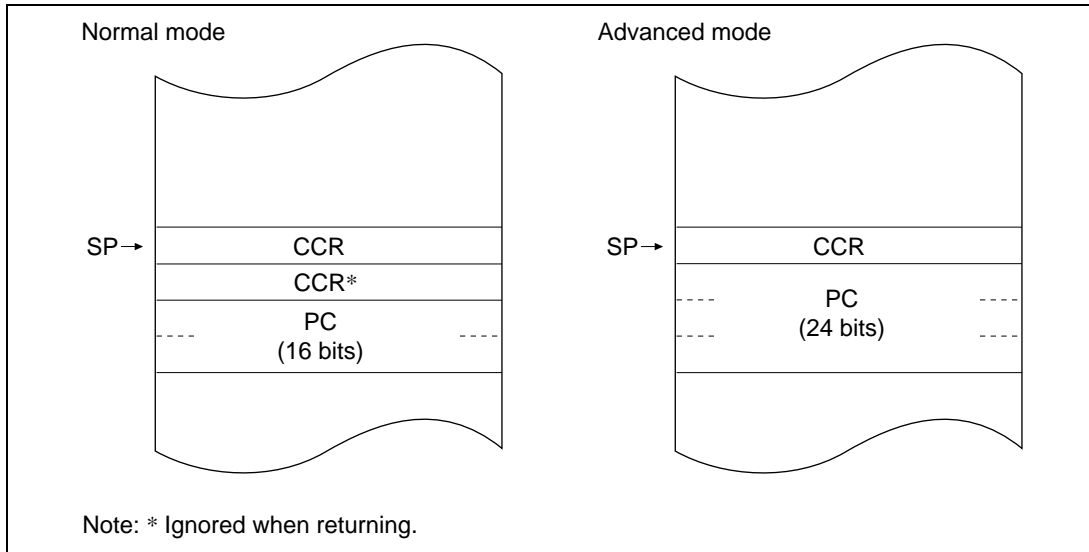 Normal mode
SP→
CCR
CCR*
PC
(16 bits)
Advanced mode
SP→
CCR
PC
(24 bits)
Note: * Ignored when returning.